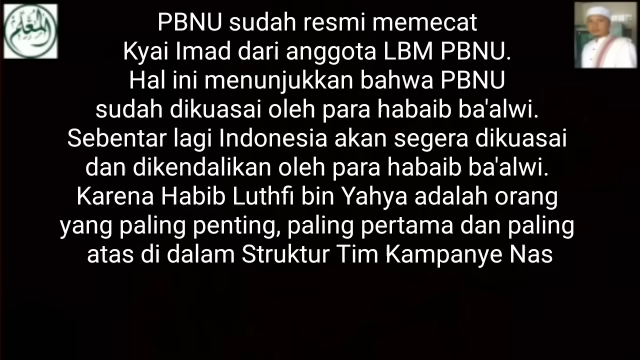 PBNU sudah resmi memecat
Kyai Imad dari anggota LBM PBNU.
Hal ini menunjukkan bahwa PBNU
sudah dikuasai oleh para habaib ba'alwi.
Sebentar lagi Indonesia akan segera dikuasai
dan dikendalikan oleh para habaib ba'alwi.
Karena Habib Luthfi bin Yahya adalah orang
yang paling penting, paling pertama dan paling
atas di dalam Struktur Tim Kampanye Nas